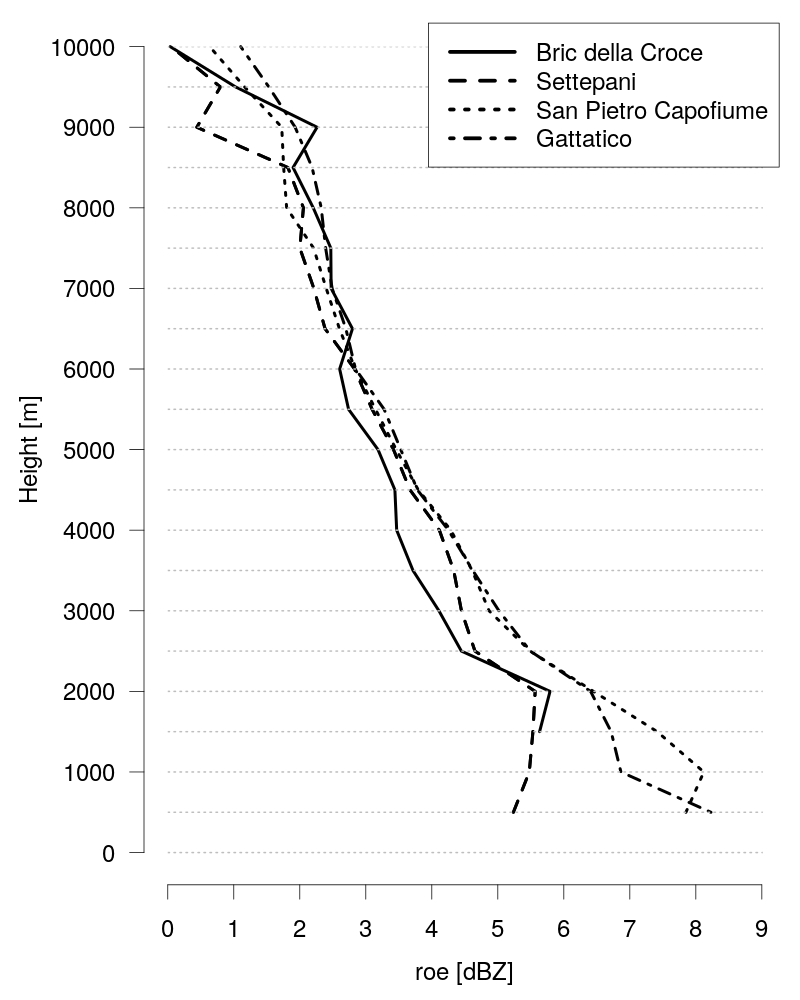 Bric della Croce
Settepani
San Pietro Capofiume
Gattatico
10000
9000
8000
7000
6000
5000
4000
3000
2000
1000
0
Height [m]
0 1 2 3 4 5 6 7 8 9
roe [dBZ]